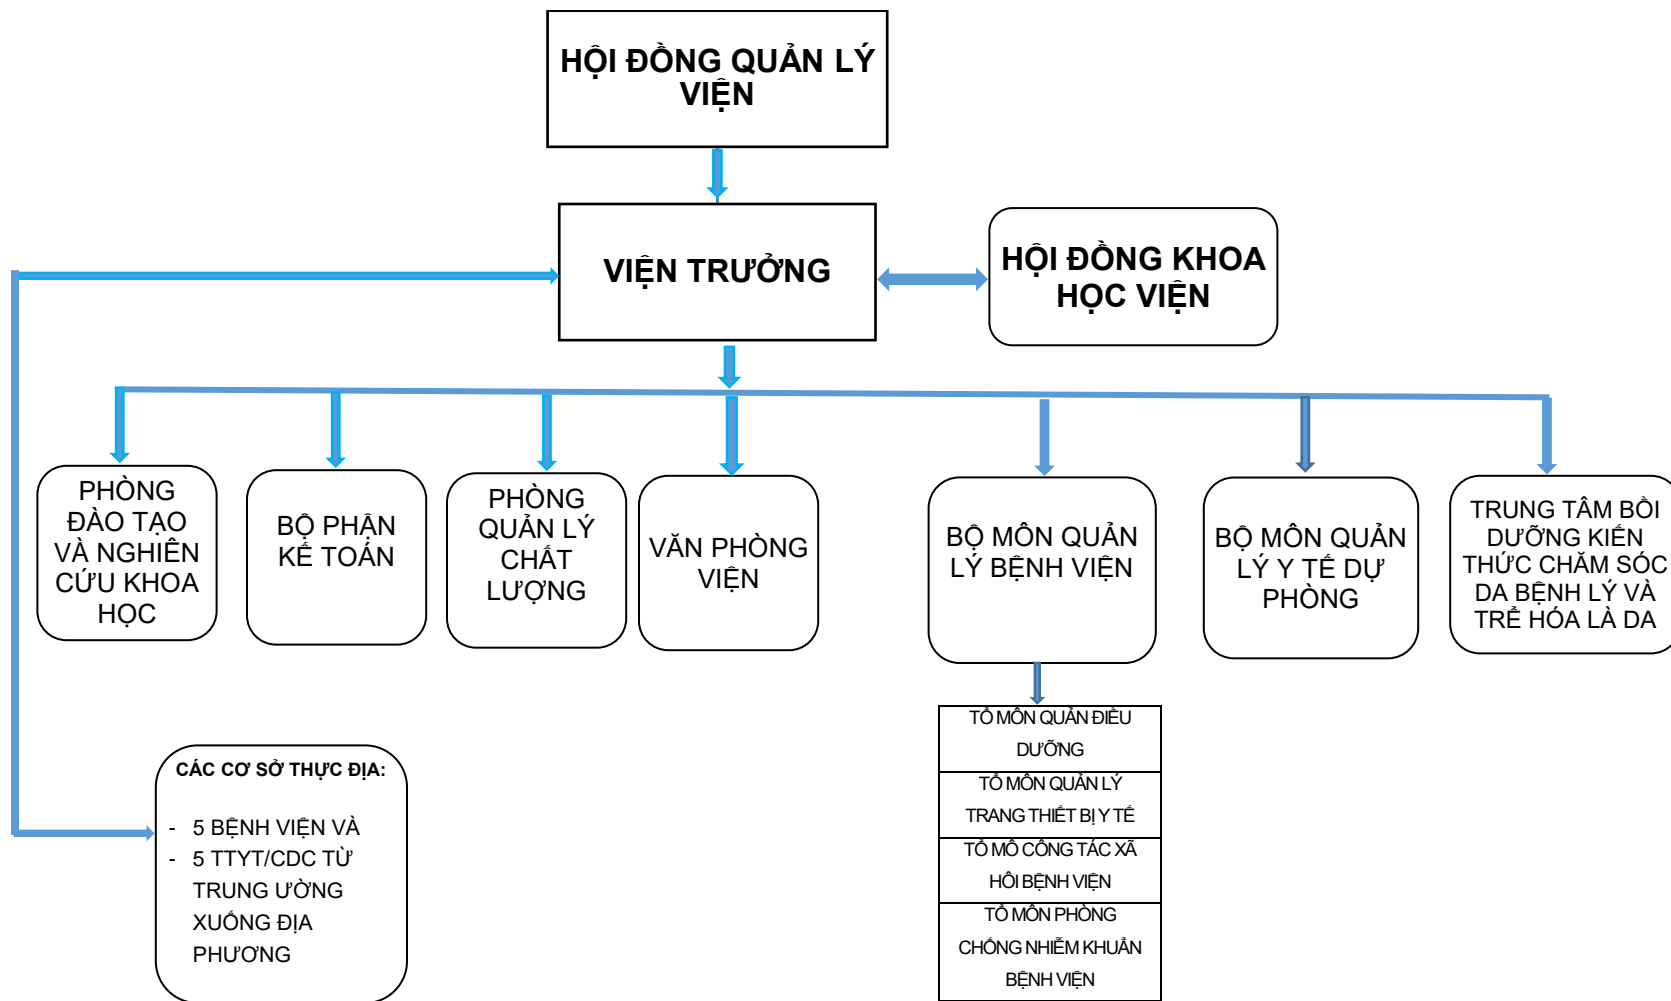 HỘI ĐỒNG QUẢN LÝ
VIỆN
VIỆN TRƯỞNG
HỘI ĐỒNG KHOA
HỌC VIỆN
PHÒNG
ĐÀO TẠO
VÀ NGHIÊN
CỨU KHOA
HỌC
BỘ PHẬN
KẾ TOÁN
PHÒNG
QUẢN LÝ
CHẤT
LƯỢNG
VĂN PHÒNG
VIỆN
BỘ MÔN QUẢN
LÝ BỆNH VIỆN
BỘ MÔN QUẢN
LÝ Y TẾ DỰ
PHÒNG
TRUNG TÂM BỒI
DƯỠNG KIẾN
THỨC CHĂM SÓC
DA BỆNH LÝ VÀ
TRẺ HÓA LÀ DA
TỔ MÔN QUẢN ĐIỀU
DƯỠNG
TỔ MÔN QUẢN LÝ
TRANG THIẾT BỊ Y TẾ
TỔ MÔ CÔNG TÁC XÃ
HÔI BỆNH VIỆN
TỔ MÔN PHÒNG
CHỐNG NHIỄM KHUẨN
BỆNH VIỆN
CÁC CƠ SỞ THỰC ĐỊA:
- 5 BỆNH VIỆN VÀ
- 5 TTYT/CDC TỪ
TRUNG ƯỜNG
XUỐNG ĐỊA
PHƯƠNG